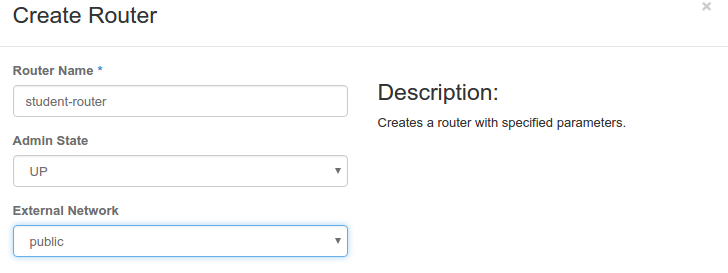 Create Router
×
Router Name *
student-router
Admin State
UP
External Network
public
Description:
Creates a router with specified parameters.